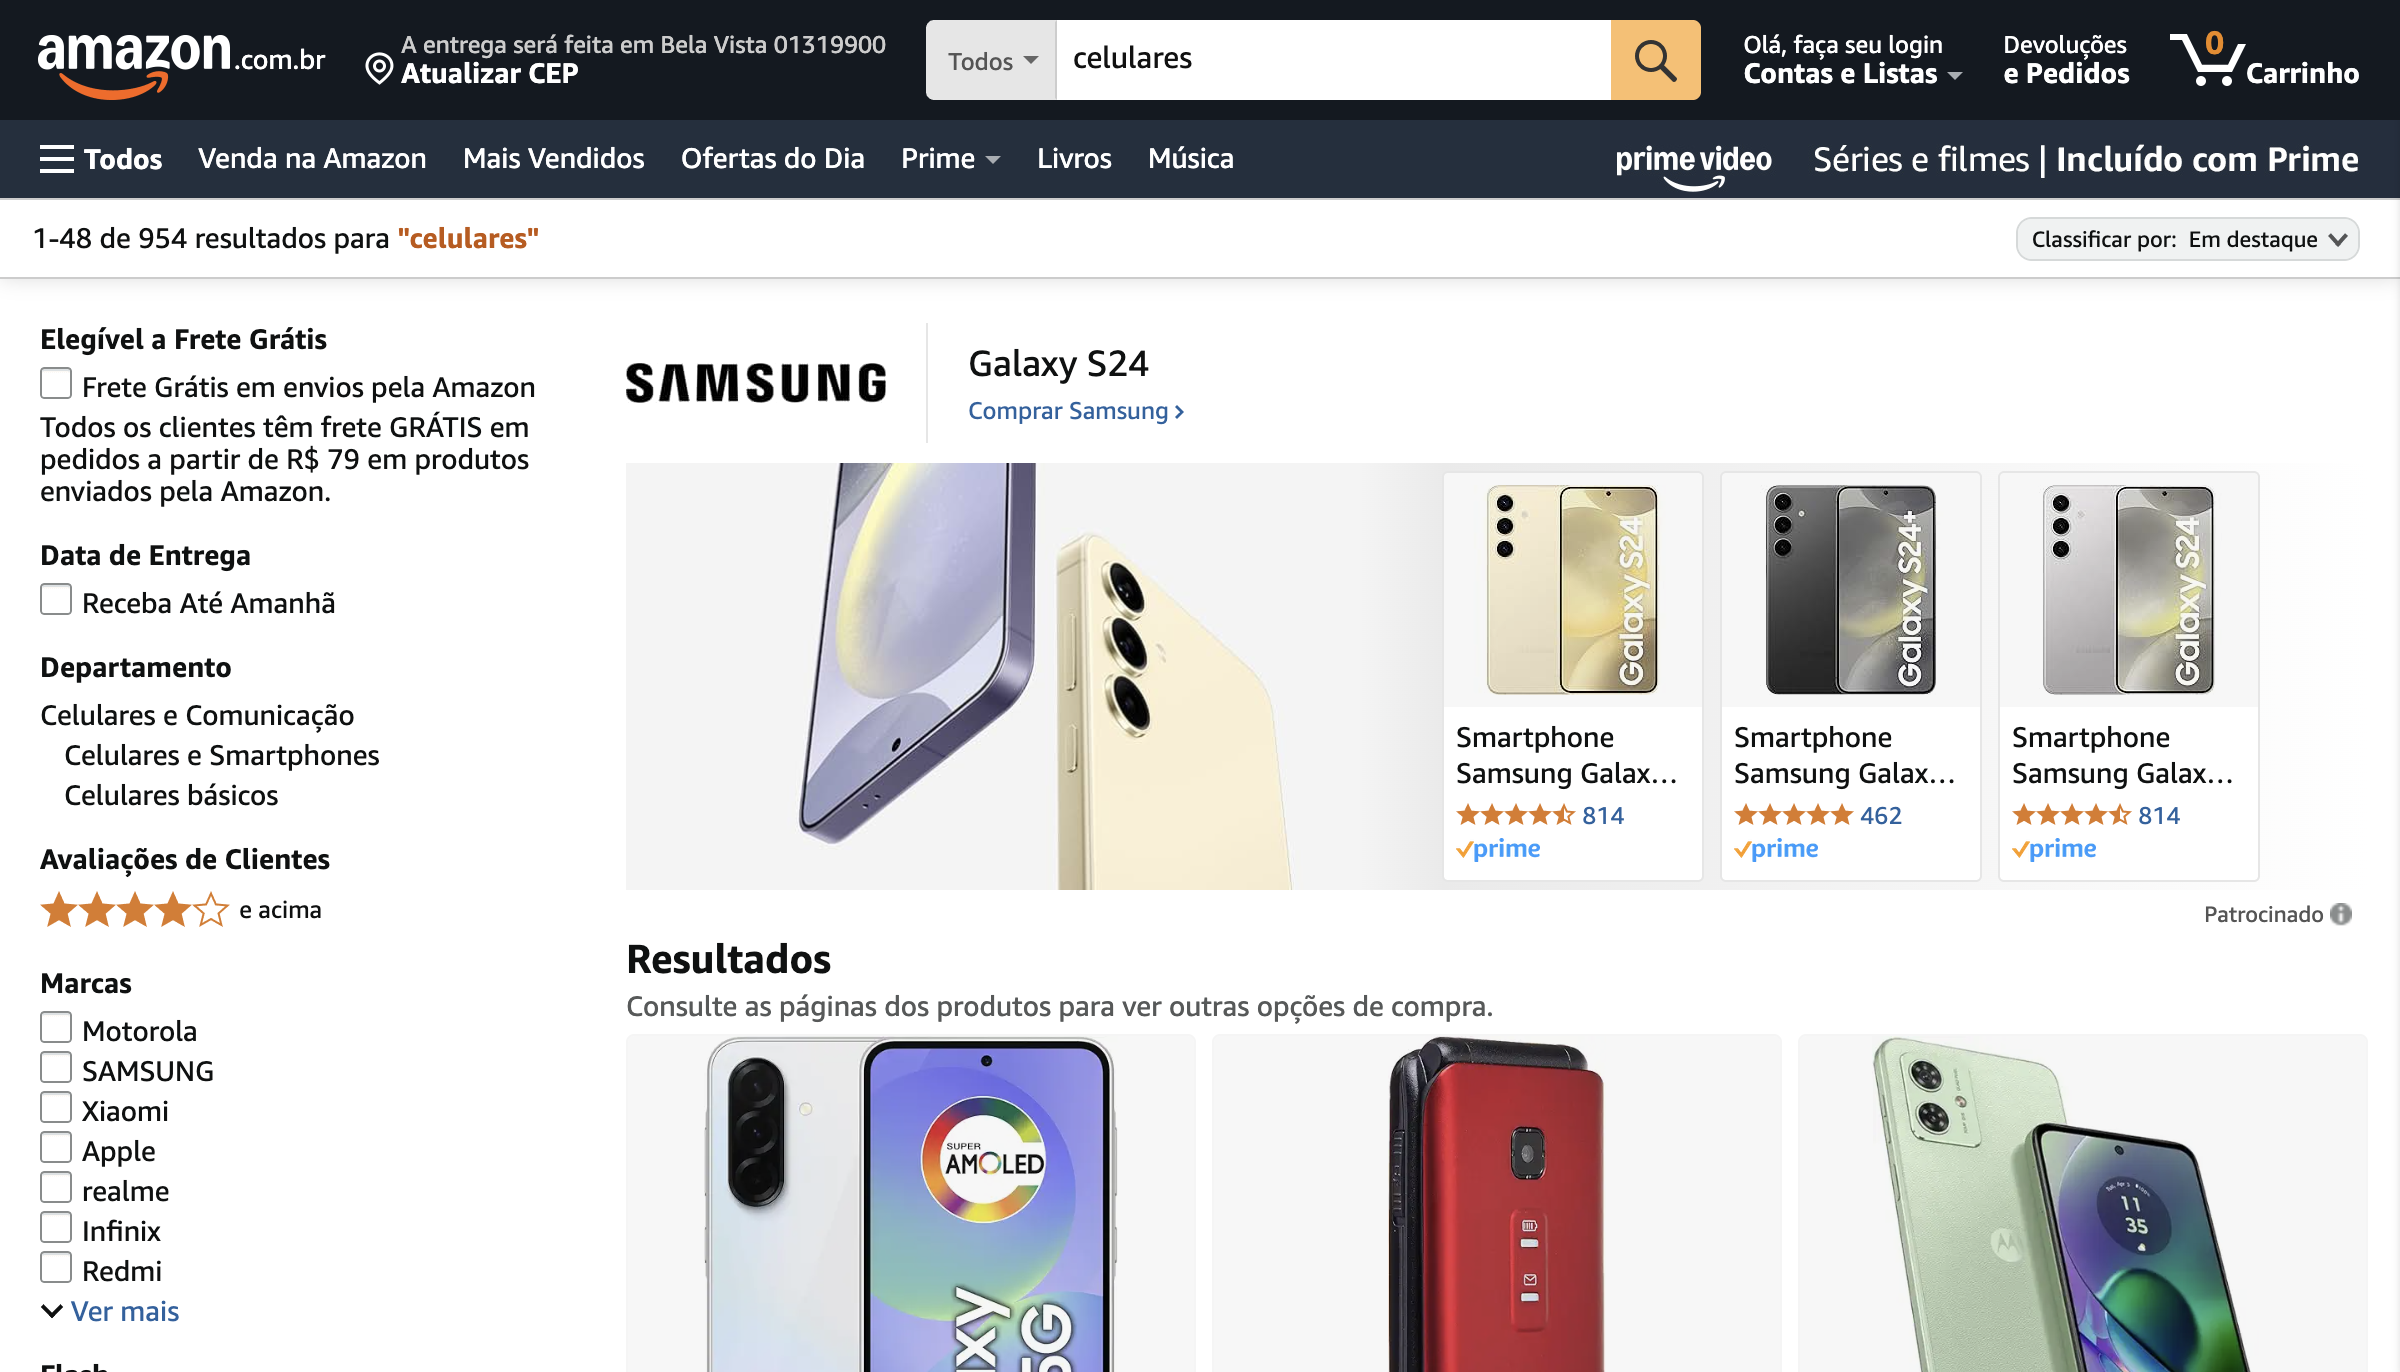 amazon.com.br
A entrega será feita em Bela Vista 01319900
Atualizar CEP
Todos
celulares
Olá, faça seu login
Contas e Listas
Devoluções
e Pedidos
0
Carrinho
Todos
Venda na Amazon
Mais Vendidos
Ofertas do Dia
Prime
Livros
Música
prime video
Séries e filmes | Incluído com Prime
1-48 de 954 resultados para "celulares"
Classificar por: Em destaque
Elegível a Frete Grátis
Frete Grátis em envios pela Amazon
Todos os clientes têm frete GRÁTIS em
pedidos a partir de R$ 79 em produtos
enviados pela Amazon.
Data de Entrega
Receba Até Amanhã
Departamento
Celulares e Comunicação
Celulares e Smartphones
Celulares básicos
Avaliações de Clientes
e acima
Marcas
Motorola
SAMSUNG
Xiaomi
Apple
realme
Infinix
Redmi
Ver mais
SAMSUNG
Galaxy S24
Comprar Samsung
Galaxy S24
Smartphone
Samsung Galax...
814
prime
Galaxy S24+
Smartphone
Samsung Galax...
462
prime
Galaxy S24
Smartphone
Samsung Galax...
814
prime
Patrocinado
Resultados
Consulte as páginas dos produtos para ver outras opções de compra.
SUPER
AMOLED
5G
11
35